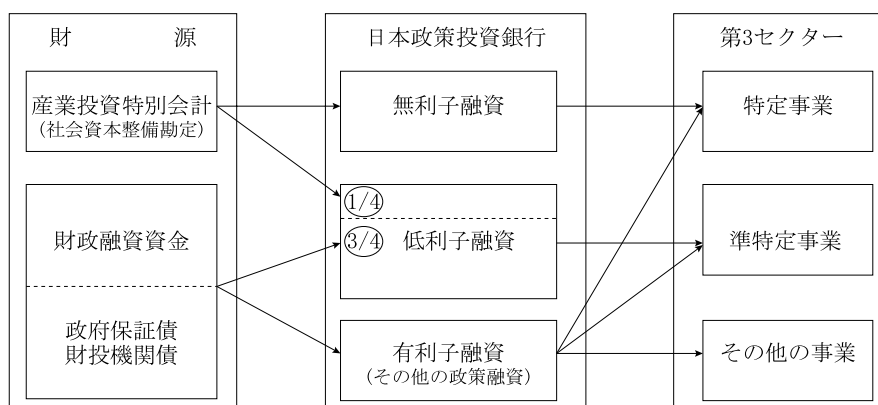 財 源
産業投資特別会計
（社会資本整備勘定）
財政融資資金
政府保証債
財投機関債
日本政策投資銀行
無利子融資
1/4
3/4 低利子融資
有利子融資
（その他の政策融資）
第3セクター
特定事業
準特定事業
その他の事業